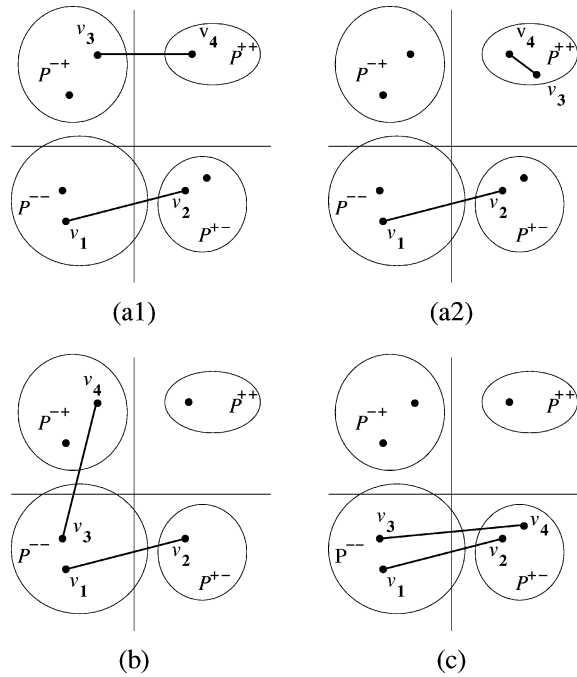 v₃ v₄ v₄
P⁻⁺ P⁺⁺ P⁻⁺ P⁺⁺
v₃
P⁻⁻ P⁻⁻
v₁ v₂ P⁺⁻ v₁ v₂ P⁺⁻
(a1) (a2)
v₄
P⁻⁺ P⁺⁺ P⁻⁺ P⁺⁺
v₃ v₃ v₄
P⁻⁻ v₂ P⁻⁻ v₂
v₁ P⁺⁻ v₁ P⁺⁻
(b) (c)